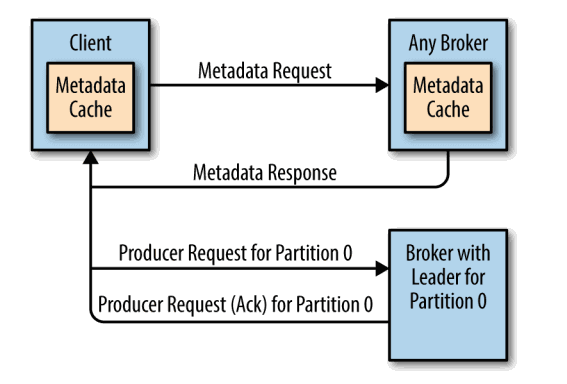 Client
Metadata
Cache
Metadata Request
Any Broker
Metadata
Cache
Metadata Response
Producer Request for Partition 0
Broker with
Leader for
Partition 0
Producer Request (Ack) for Partition 0